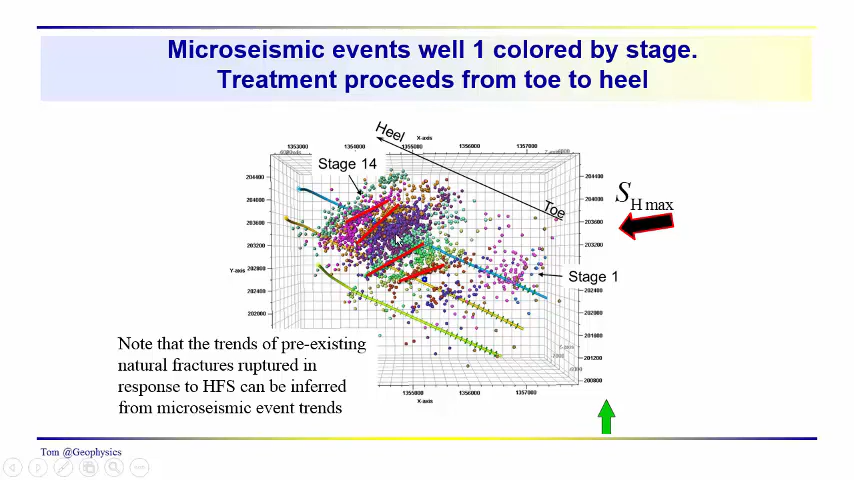 Microseismic events well 1 colored by stage.
Treatment proceeds from toe to heel
Heel
X-axis
1353000 1354000 1355000 1356000 1357000
Stage 14
204400
204000
203600
203200
Y-axis 202800
202400
202000
Toe
204400
204000
203600
203200
202400
202000
201600
201200
200800
S H max
Stage 1
1355000 1356000 1357000
X-axis
Note that the trends of pre-existing
natural fractures ruptured in
response to HFS can be inferred
from microseismic event trends
Tom @Geophysics